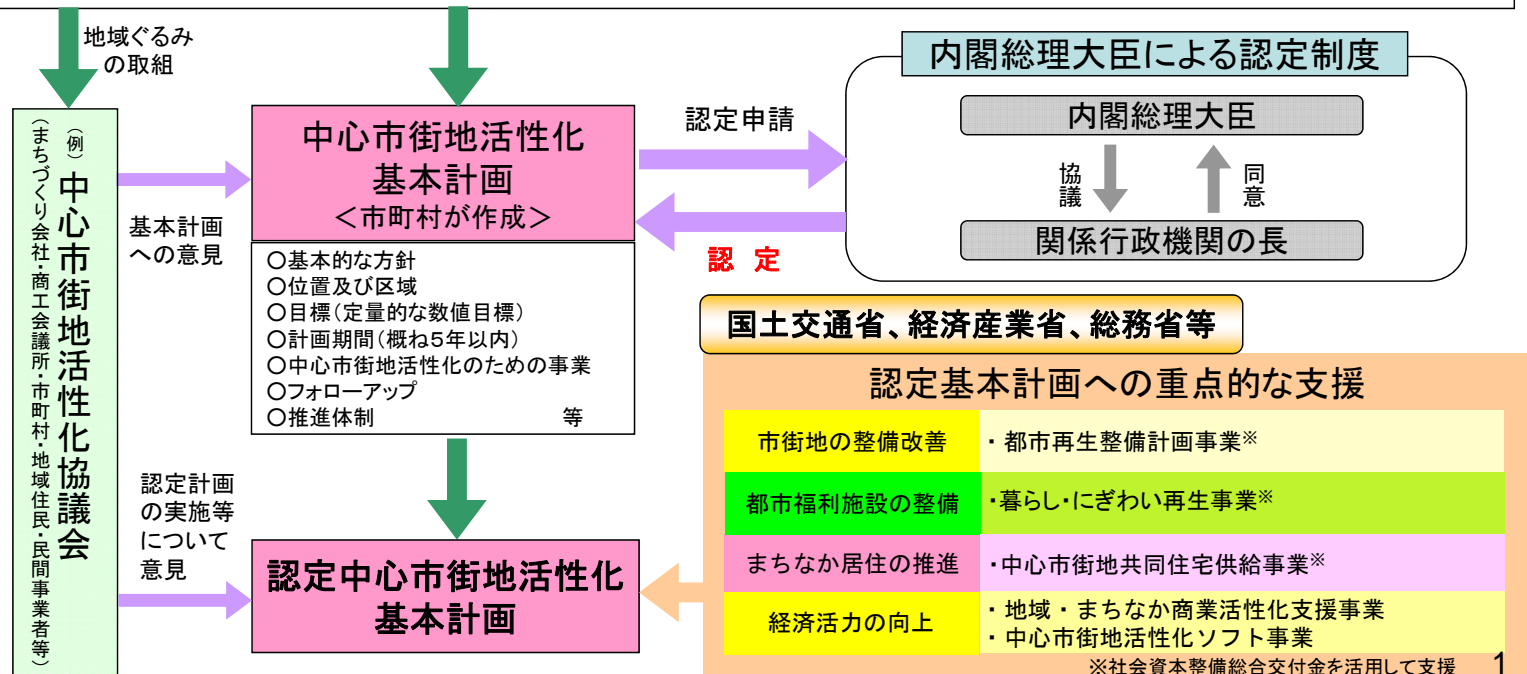 地域ぐるみ
の取組
(例)中心市街地活性化協議会
(まちづくり会社・商工会議所・市町村・地域住民・民間事業者等)
基本計画
への意見
認定計画
の実施等
について
意見
中心市街地活性化
基本計画
<市町村が作成>
○基本的な方針
○位置及び区域
○目標(定量的な数値目標)
○計画期間(概ね5年以内)
○中心市街地活性化のための事業
○フォローアップ
○推進体制 等
認定中心市街地活性化
基本計画
認定申請
認 定
内閣総理大臣による認定制度
内閣総理大臣
協議
同意
関係行政機関の長
国土交通省、経済産業省、総務省等
認定基本計画への重点的な支援
市街地の整備改善 ・都市再生整備計画事業※
都市福利施設の整備 ・暮らし・にぎわい再生事業※
まちなか居住の推進 ・中心市街地共同住宅供給事業※
経済活力の向上 ・地域・まちなか商業活性化支援事業
・中心市街地活性化ソフト事業
※社会資本整備総合交付金を活用して支援
1